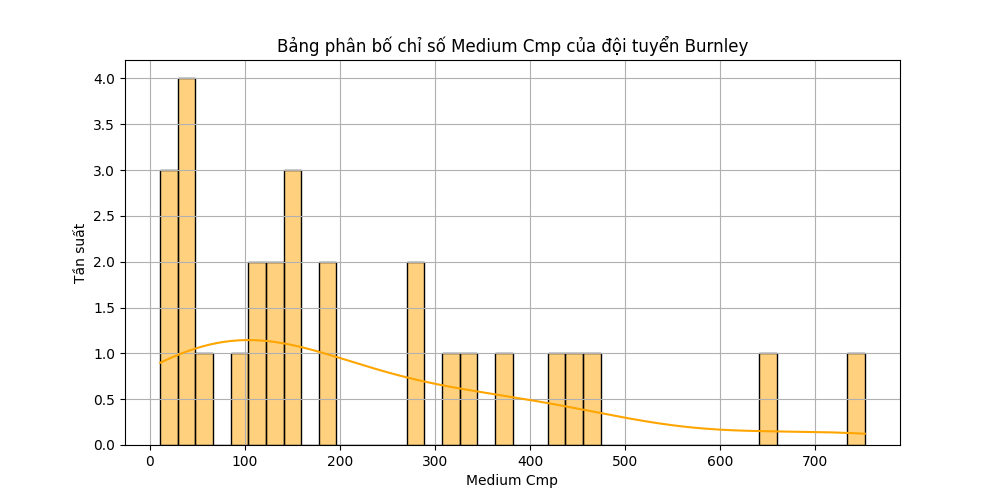 Bảng phân bố chỉ số Medium Cmp của đội tuyển Burnley
4.0
3.5
3.0
2.5
2.0
1.5
1.0
0.5
0.0
Tần suất
0 100 200 300 400 500 600 700
Medium Cmp